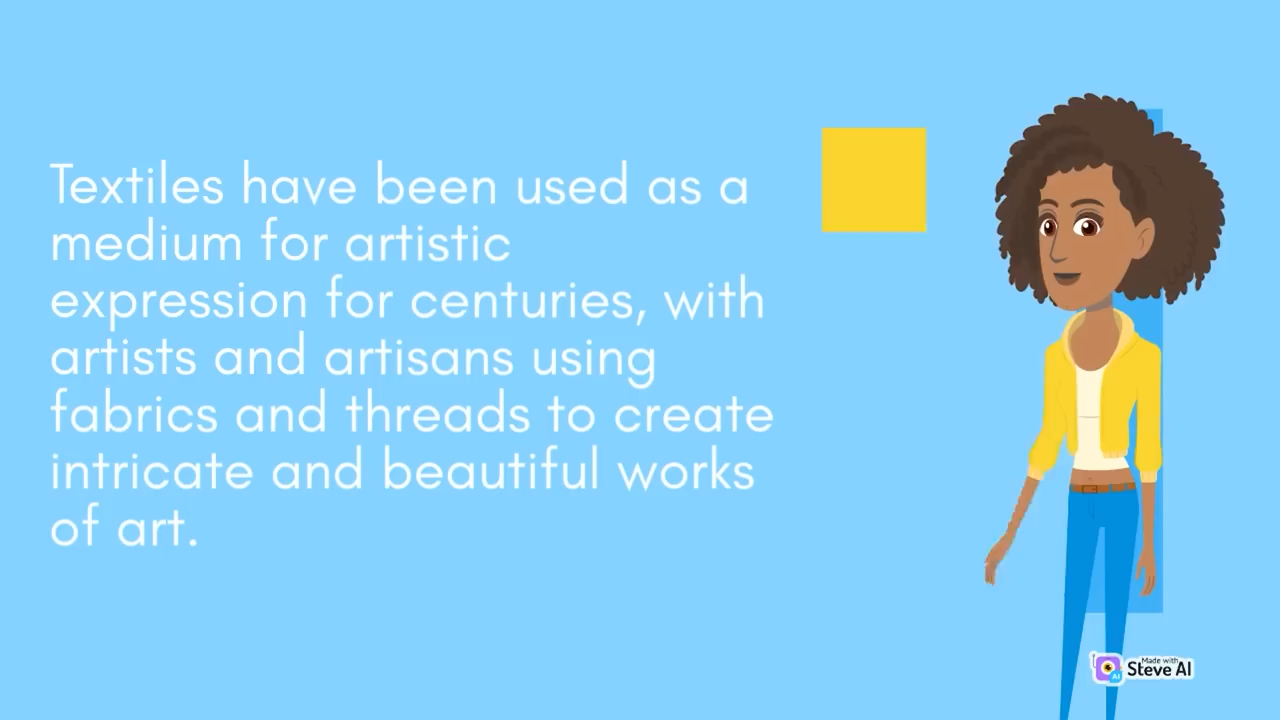 Textiles have been used as a
medium for artistic
expression for centuries, with
artists and artisans using
fabrics and threads to create
intricate and beautiful works
of art.
Made with
Steve AI
AI